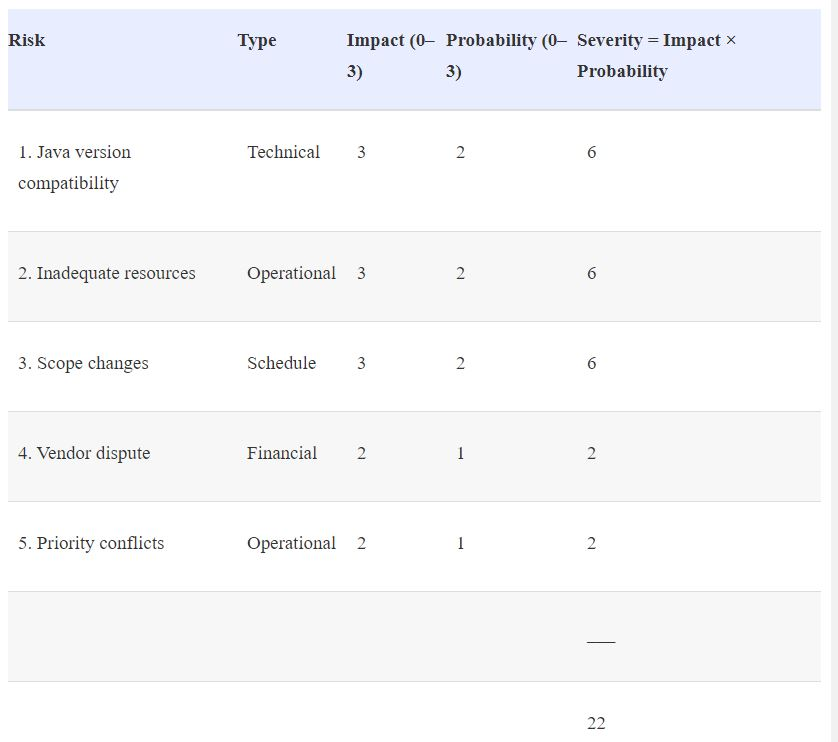 Risk Type Impact (0– Probability (0– Severity = Impact ×
3) 3) Probability
1. Java version Technical 3 2 6
compatibility
2. Inadequate resources Operational 3 2 6
3. Scope changes Schedule 3 2 6
4. Vendor dispute Financial 2 1 2
5. Priority conflicts Operational 2 1 2
___
22